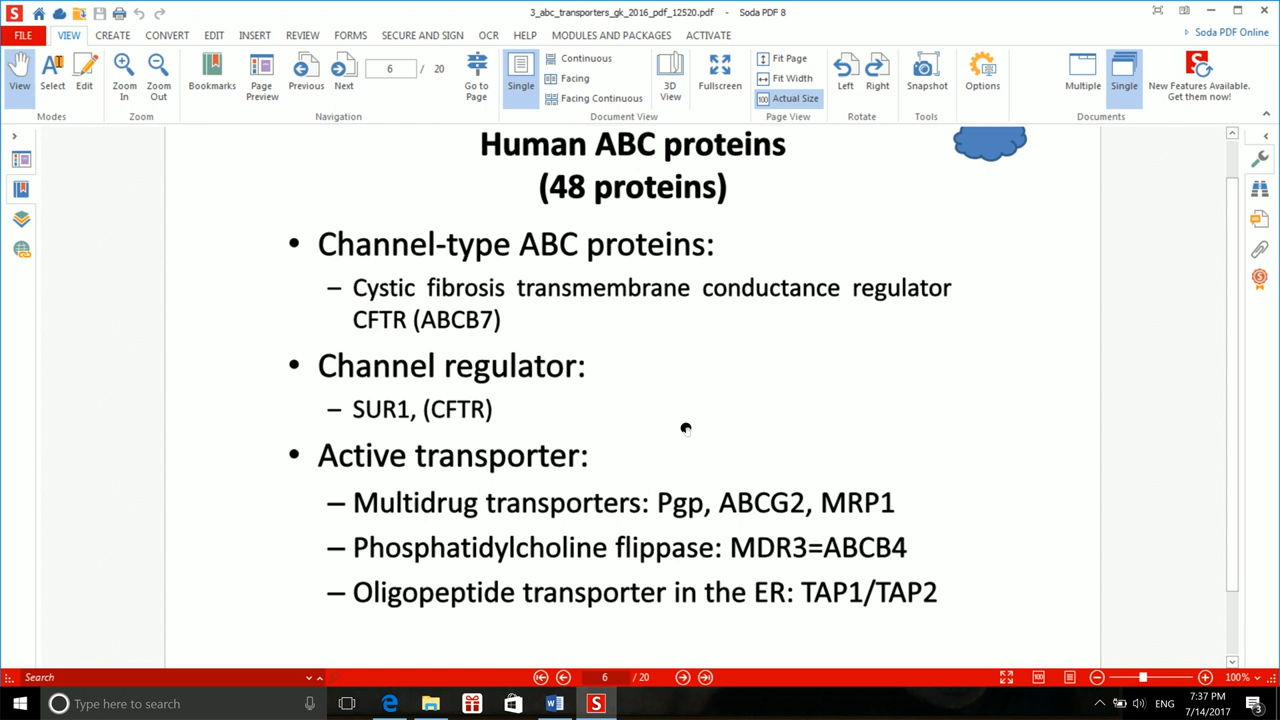 3_abc_transporters_gk_2016_pdf_12520.pdf - Soda PDF 8
FILE VIEW CREATE CONVERT EDIT INSERT REVIEW FORMS SECURE AND SIGN OCR HELP MODULES AND PACKAGES ACTIVATE
Soda PDF Online
View Select Edit
Modes
Zoom In Zoom Out
Zoom
Bookmarks Page Preview Previous Next 6 / 20 Go to Page
Navigation
Single Continuous Facing Facing Continuous 3D View Fullscreen
Document View
Fit Page
Fit Width
100 Actual Size
Page View
Left Right
Rotate
Snapshot
Tools
Options
Multiple Single
Documents
New Features Available.
Get them now!
Human ABC proteins
(48 proteins)
• Channel-type ABC proteins:
– Cystic fibrosis transmembrane conductance regulator
CFTR (ABCB7)
• Channel regulator:
– SUR1, (CFTR)
• Active transporter:
– Multidrug transporters: Pgp, ABCG2, MRP1
– Phosphatidylcholine flippase: MDR3=ABCB4
– Oligopeptide transporter in the ER: TAP1/TAP2
Search 6 / 20 100%
Type here to search
ENG
7:37 PM
7/14/2017
3